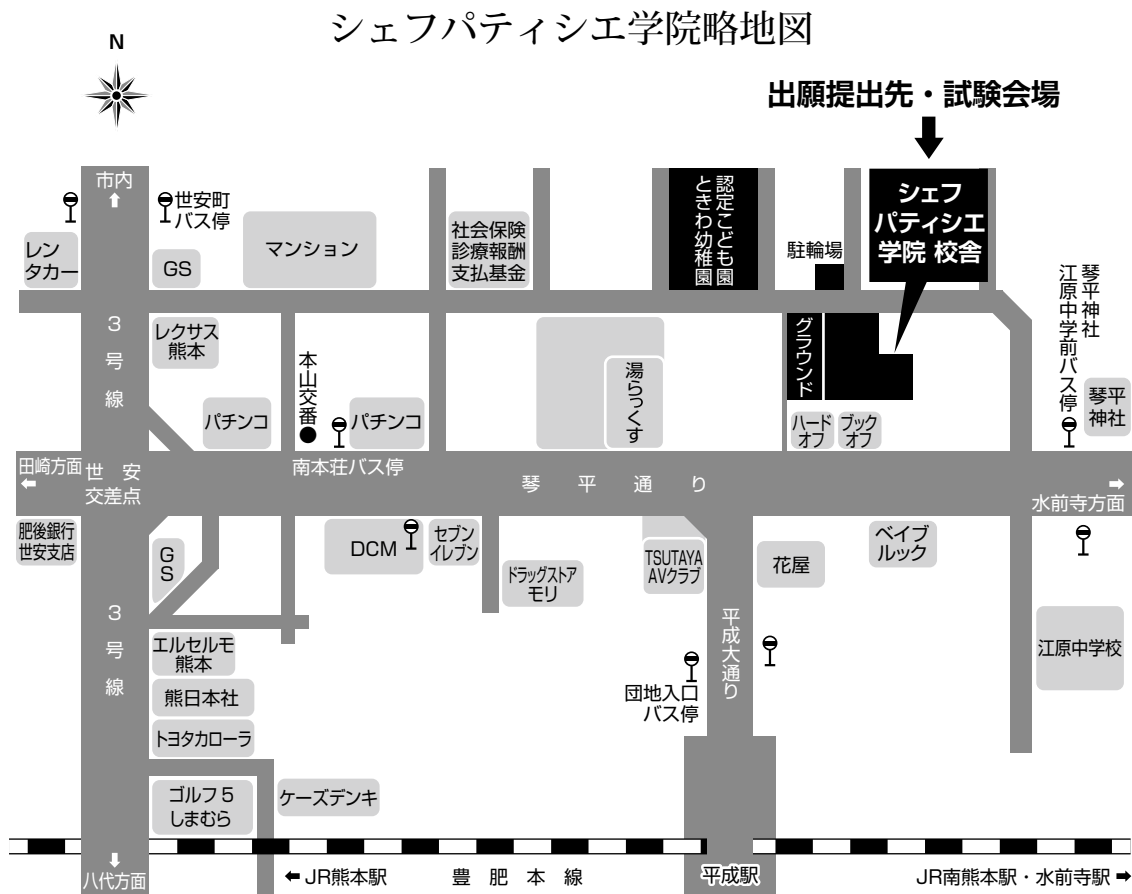 シェフパティシエ学院略地図
N
出願提出先・試験会場
シェフ
パティシエ
学院 校舎
市内
世安町
バス停
レン
タカー
GS
マンション
社会保険
診療報酬
支払基金
認定こども園
ときわ幼稚園
駐輪場
琴平神社
江原中学前バス停
3号線
レクサス
熊本
本山交番
パチンコ
パチンコ
湯らっくす
グラウンド
ハード
オフ
ブック
オフ
琴平
神社
田崎方面
世安
交差点
南本荘バス停
琴平通り
水前寺方面
肥後銀行
世安支店
GS
DCM
セブン
イレブン
ドラッグストア
モリ
TSUTAYA
AVクラブ
花屋
ベイブ
ルック
3号線
エルセルモ
熊本
熊日本社
トヨタカローラ
平成大通り
団地入口
バス停
江原中学校
ゴルフ5
しまむら
ケーズデンキ
八代方面
JR熊本駅
豊肥本線
平成駅
JR南熊本駅・水前寺駅